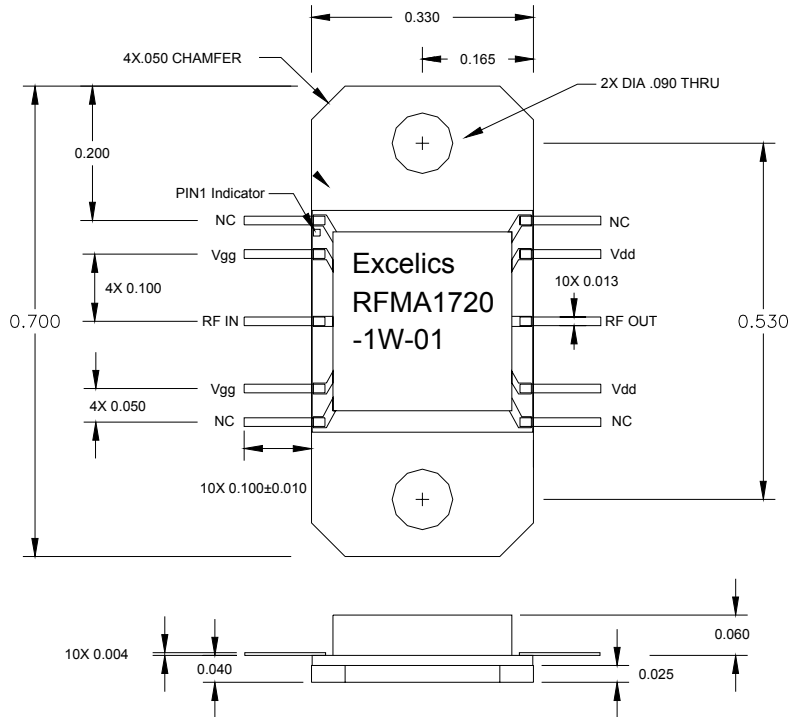 0.330
4X.050 CHAMFER
0.165
2X DIA .090 THRU
0.200
PIN1 Indicator
NC
NC
Vgg
Vdd
Excelics
RFMA1720
-1W-01
4X 0.100
10X 0.013
0.700
RF IN
RF OUT
0.530
Vgg
Vdd
4X 0.050
NC
NC
10X 0.100±0.010
10X 0.004
0.040
0.060
0.025